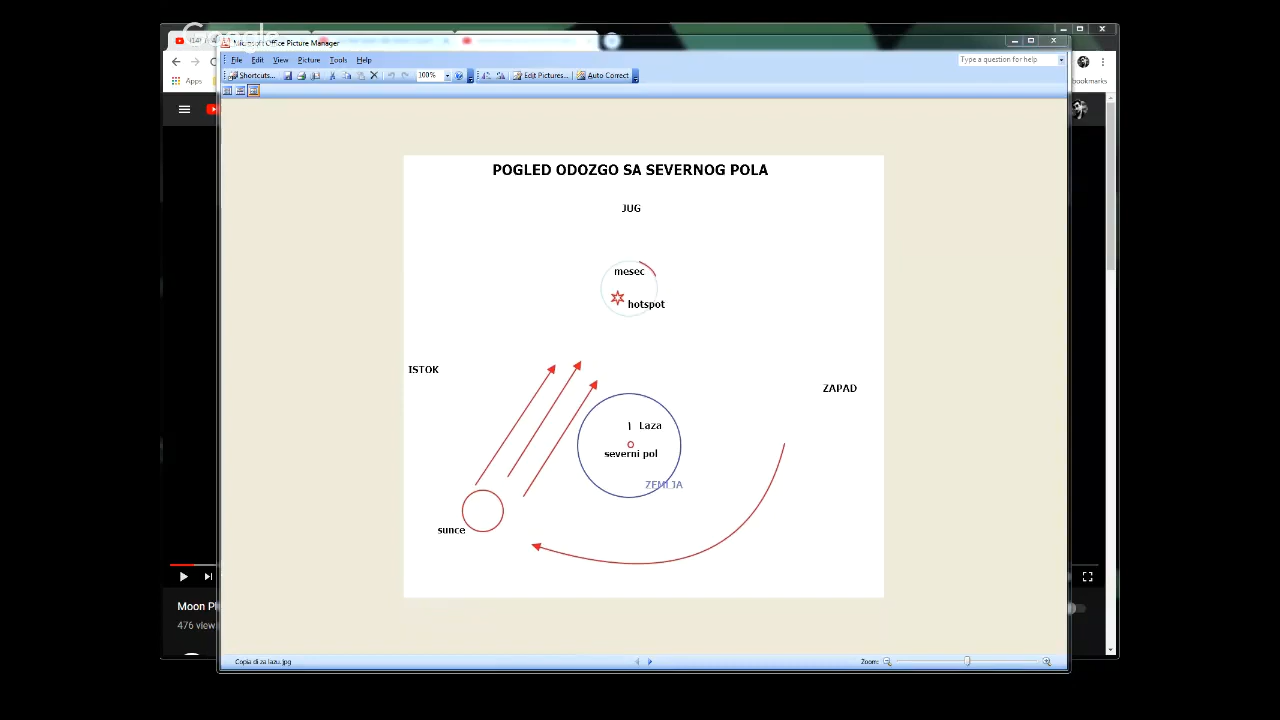 Google
Microsoft Office Picture Manager
File Edit View Picture Tools Help
Type a question for help
Shortcuts... 100% Edit Pictures... Auto Correct
Apps
POGLED ODOZGO SA SEVERNOG POLA
JUG
mesec
hotspot
ISTOK
ZAPAD
Laza
severni pol
ZEMLJA
sunce
Moon
476 view
Copia di za lazu.jpg
Zoom: